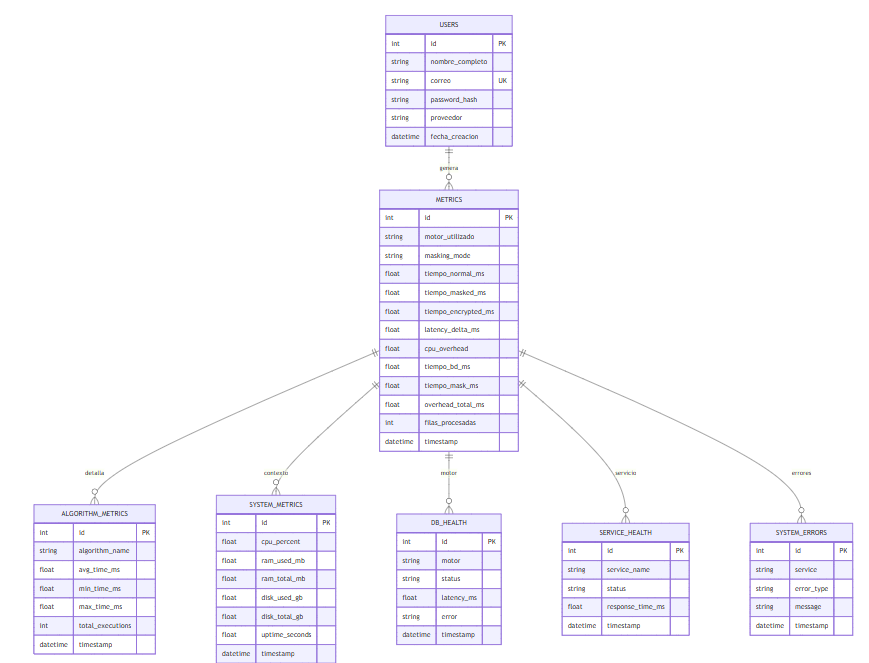 USERS
int id PK
string nombre_completo
string correo UK
string password_hash
string proveedor
datetime fecha_creacion
genera
METRICS
int id PK
string motor_utilizado
string masking_mode
float tiempo_normal_ms
float tiempo_masked_ms
float tiempo_encrypted_ms
float latency_delta_ms
float cpu_overhead
float tiempo_bd_ms
float tiempo_mask_ms
float overhead_total_ms
int filas_procesadas
datetime timestamp
detalla
contexto
motor
servicio
errores
ALGORITHM_METRICS
int id PK
string algorithm_name
float avg_time_ms
float min_time_ms
float max_time_ms
int total_executions
datetime timestamp
SYSTEM_METRICS
int id PK
float cpu_percent
float ram_used_mb
float ram_total_mb
float disk_used_gb
float disk_total_gb
float uptime_seconds
datetime timestamp
DB_HEALTH
int id PK
string motor
string status
float latency_ms
string error
datetime timestamp
SERVICE_HEALTH
int id PK
string service_name
string status
float response_time_ms
datetime timestamp
SYSTEM_ERRORS
int id PK
string service
string error_type
string message
datetime timestamp